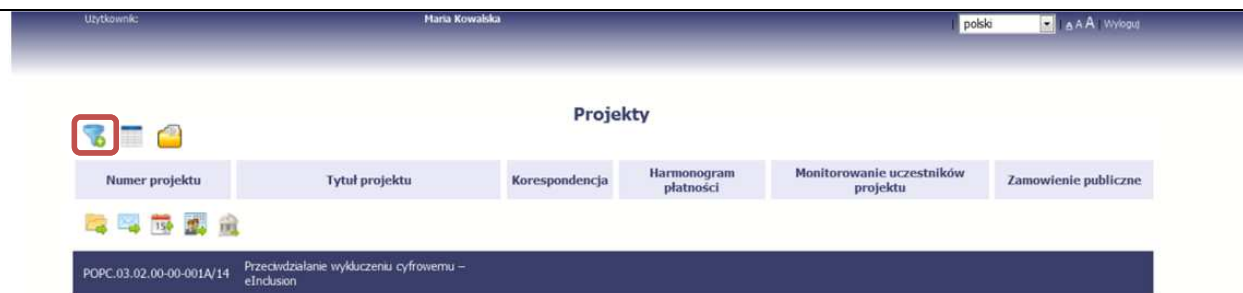 Użytkownik: Maria Kowalska polski A A A Wyloguj
Projekty
Numer projektu Tytuł projektu Korespondencja Harmonogram płatności Monitorowanie uczestników projektu Zamowienie publiczne
15
POPC.03.02.00-00-001A/14 Przeciwdziałanie wykluczeniu cyfrowemu –
eInclusion